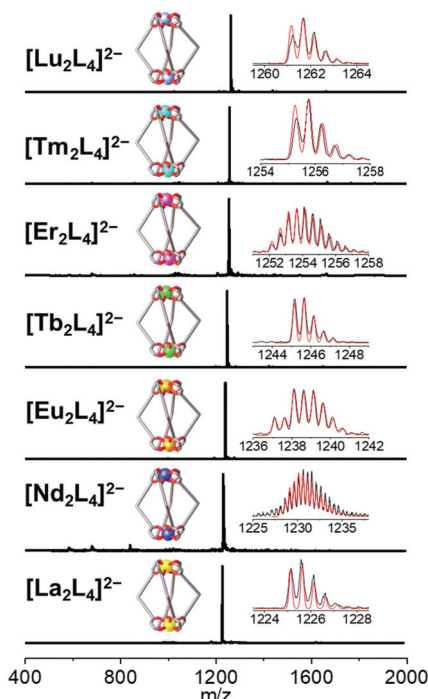 [Lu₂L₄]²⁻
1260 1262 1264
[Tm₂L₄]²⁻
1254 1256 1258
[Er₂L₄]²⁻
1252 1254 1256 1258
[Tb₂L₄]²⁻
1244 1246 1248
[Eu₂L₄]²⁻
1236 1238 1240 1242
[Nd₂L₄]²⁻
1225 1230 1235
[La₂L₄]²⁻
1224 1226 1228
400 800 1200 1600 2000
m/z